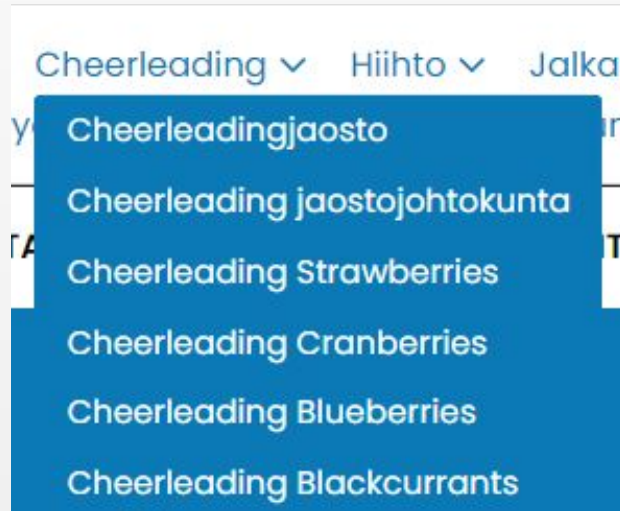 Cheerleading Hiihto Jalka
Cheerleadingjaosto
Cheerleading jaostojohtokunta
Cheerleading Strawberries
Cheerleading Cranberries
Cheerleading Blueberries
Cheerleading Blackcurrants